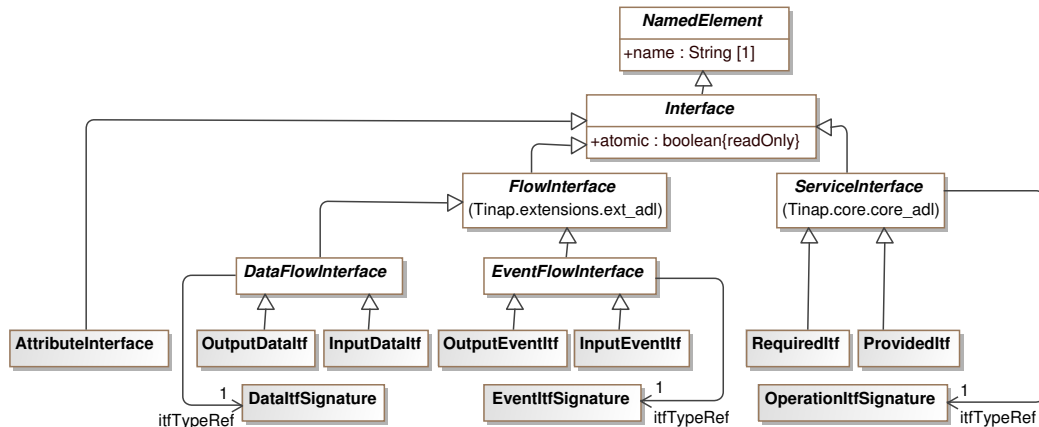 NamedElement
+name : String [1]
Interface
+atomic : boolean{readOnly}
FlowInterface
(Tinap.extensions.ext_adl)
ServiceInterface
(Tinap.core.core_adl)
DataFlowInterface
EventFlowInterface
AttributeInterface
OutputDataItf
InputDataItf
OutputEventItf
InputEventItf
RequiredItf
ProvidedItf
1
DataItfSignature
itfTypeRef
EventItfSignature
1
itfTypeRef
OperationItfSignature
1
itfTypeRef